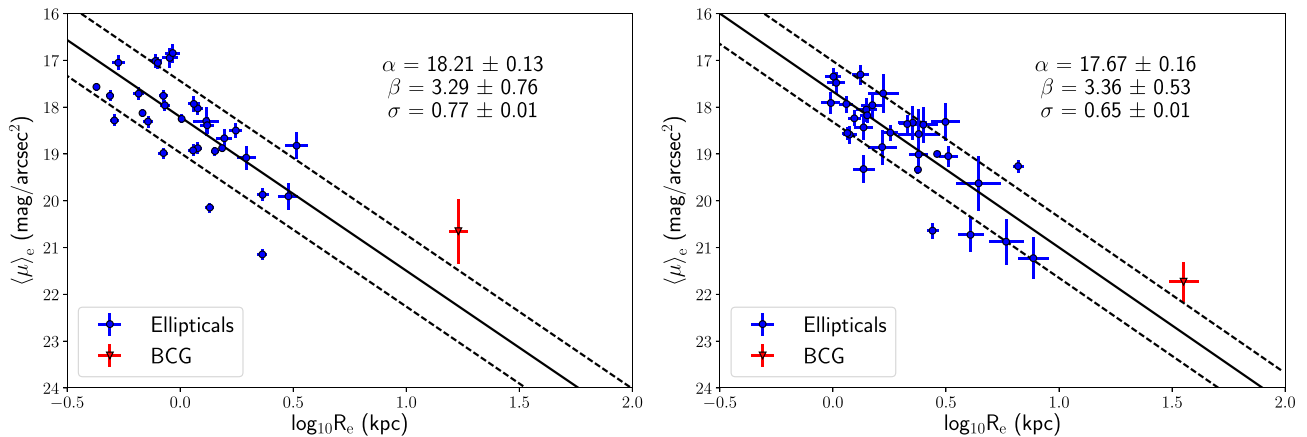 16
17
18
19
20
21
22
23
24
⟨μ⟩e (mag/arcsec²)
α = 18.21 ± 0.13
β = 3.29 ± 0.76
σ = 0.77 ± 0.01
Ellipticals
BCG
−0.5 0.0 0.5 1.0 1.5 2.0
log₁₀Rₑ (kpc)
16
17
18
19
20
21
22
23
24
⟨μ⟩e (mag/arcsec²)
α = 17.67 ± 0.16
β = 3.36 ± 0.53
σ = 0.65 ± 0.01
Ellipticals
BCG
−0.5 0.0 0.5 1.0 1.5 2.0
log₁₀Rₑ (kpc)